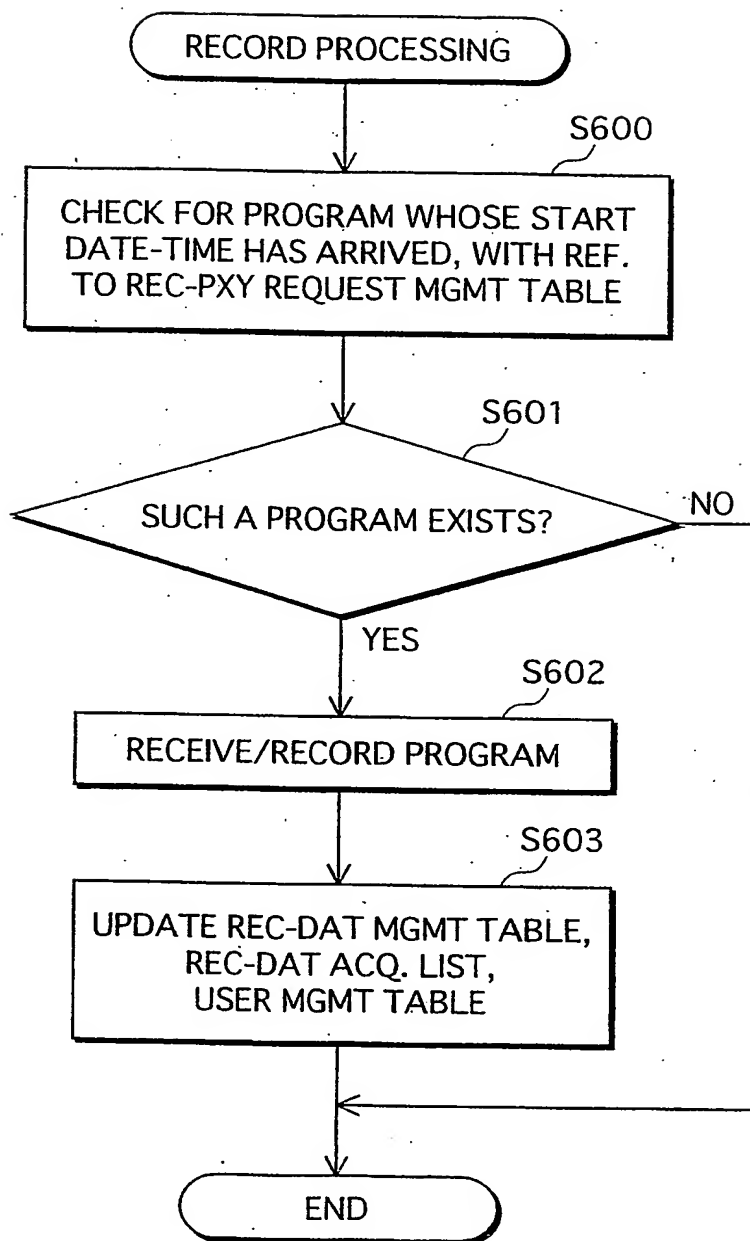 RECORD PROCESSING
S600
CHECK FOR PROGRAM WHOSE START
DATE-TIME HAS ARRIVED, WITH REF.
TO REC-PXY REQUEST MGMT TABLE
S601
SUCH A PROGRAM EXISTS?
NO
YES
S602
RECEIVE/RECORD PROGRAM
S603
UPDATE REC-DAT MGMT TABLE,
REC-DAT ACQ. LIST,
USER MGMT TABLE
END